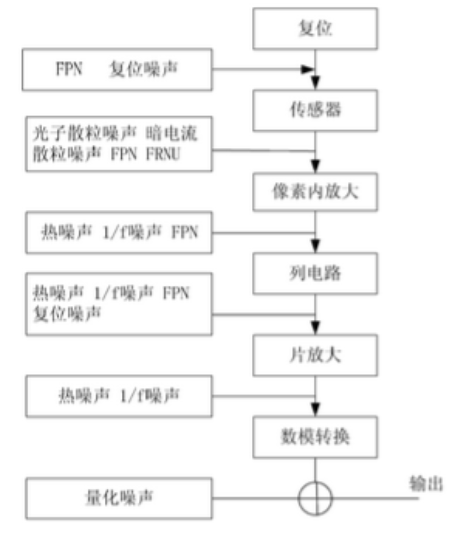 复位
FPN 复位噪声
传感器
光子散粒噪声 暗电流
散粒噪声 FPN FRNU
像素内放大
热噪声 1/f噪声 FPN
列电路
热噪声 1/f噪声 FPN
复位噪声
片放大
热噪声 1/f噪声
数模转换
输出
量化噪声